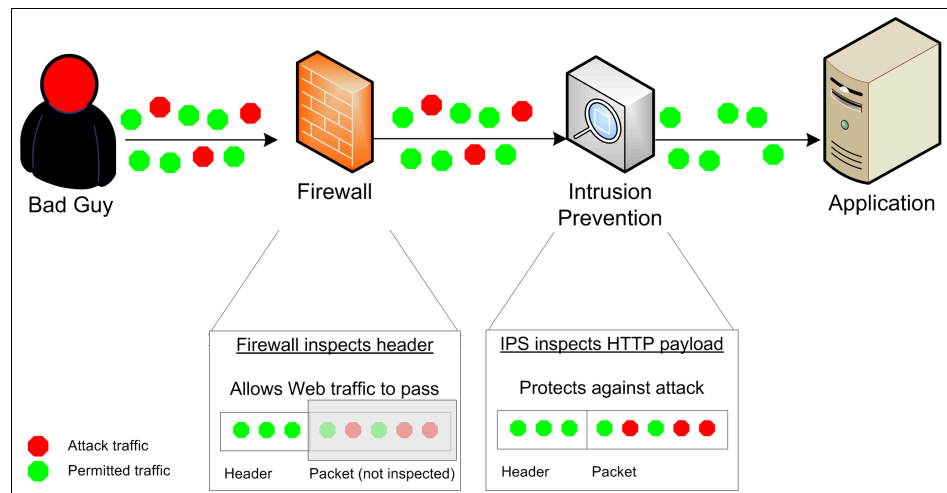 Bad Guy
Firewall
Intrusion
Prevention
Application
Firewall inspects header
Allows Web traffic to pass
Header
Packet (not inspected)
IPS inspects HTTP payload
Protects against attack
Header
Packet
Attack traffic
Permitted traffic